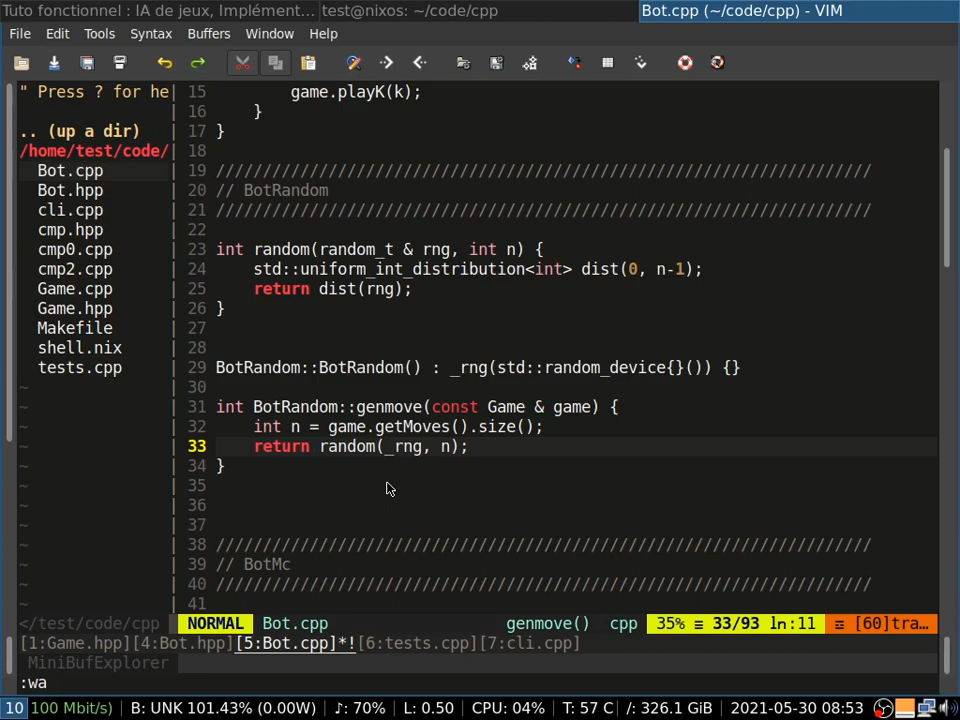 Tuto fonctionnel : IA de jeux, Implément... test@nixos: ~/code/cpp Bot.cpp (~/code/cpp) - VIM
File Edit Tools Syntax Buffers Window Help
" Press ? for he
.. (up a dir)
/home/test/code/
Bot.cpp
Bot.hpp
cli.cpp
cmp.hpp
cmp0.cpp
cmp2.cpp
Game.cpp
Game.hpp
Makefile
shell.nix
tests.cpp
~
~
~
~
~
~
~
~
~
~
~
~
15 game.playK(k);
16 }
17 }
18
19 //////////////////////////////////////////////////////////////////////
20 // BotRandom
21 //////////////////////////////////////////////////////////////////////
22
23 int random(random_t & rng, int n) {
24 std::uniform_int_distribution<int> dist(0, n-1);
25 return dist(rng);
26 }
27
28
29 BotRandom::BotRandom() : _rng(std::random_device{}()) {}
30
31 int BotRandom::genmove(const Game & game) {
32 int n = game.getMoves().size();
33 return random(_rng, n);
34 }
35
36
37
38 //////////////////////////////////////////////////////////////////////
39 // BotMc
40 //////////////////////////////////////////////////////////////////////
41
</test/code/cpp NORMAL Bot.cpp genmove() cpp 35% ≡ 33/93 ln:11 ☲ [60]tra…
[1:Game.hpp][4:Bot.hpp][5:Bot.cpp]*![6:tests.cpp][7:cli.cpp]
MiniBufExplorer
:wa
10 100 Mbit/s) B: UNK 101.43% (0.00W) ♪: 70% L: 0.50 CPU: 04% T: 57 C /: 326.1 GiB 2021-05-30 08:53